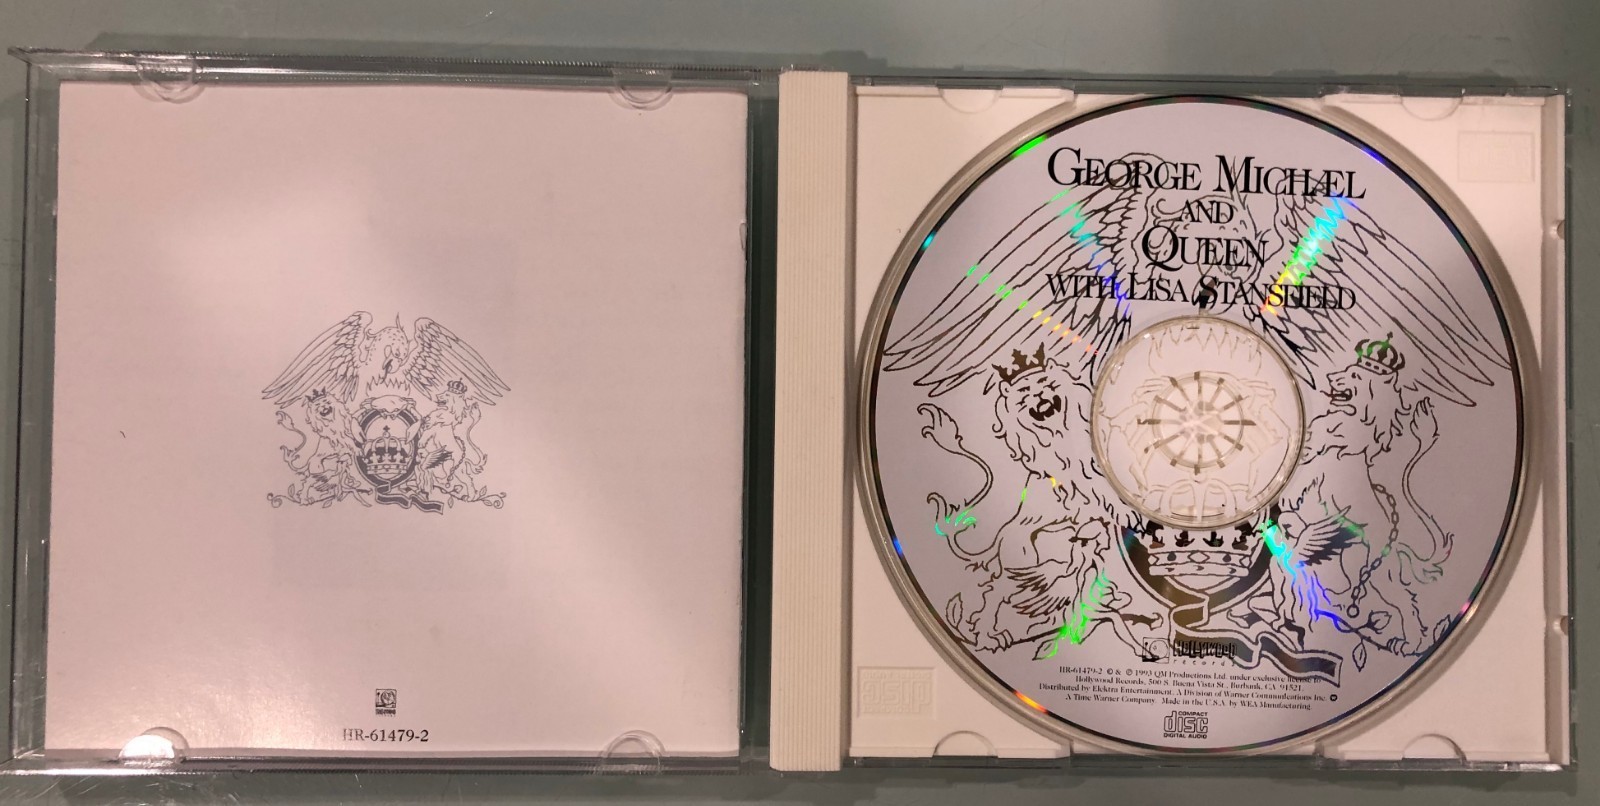 HR-61479-2
GEORGE MICHÆL
AND
QUEEN
WITH LISA STANSFIELD
HOLLYWOOD
records
HR-61479-2 © & ℗ 1993 QM Productions Ltd. under exclusive license to
Hollywood Records, 500 S. Buena Vista St., Burbank, CA 91521.
Distributed by Elektra Entertainment, A Division of Warner Communications Inc.
A Time Warner Company. Made in the U.S.A. by WEA Manufacturing.
COMPACT
disc
DIGITAL AUDIO